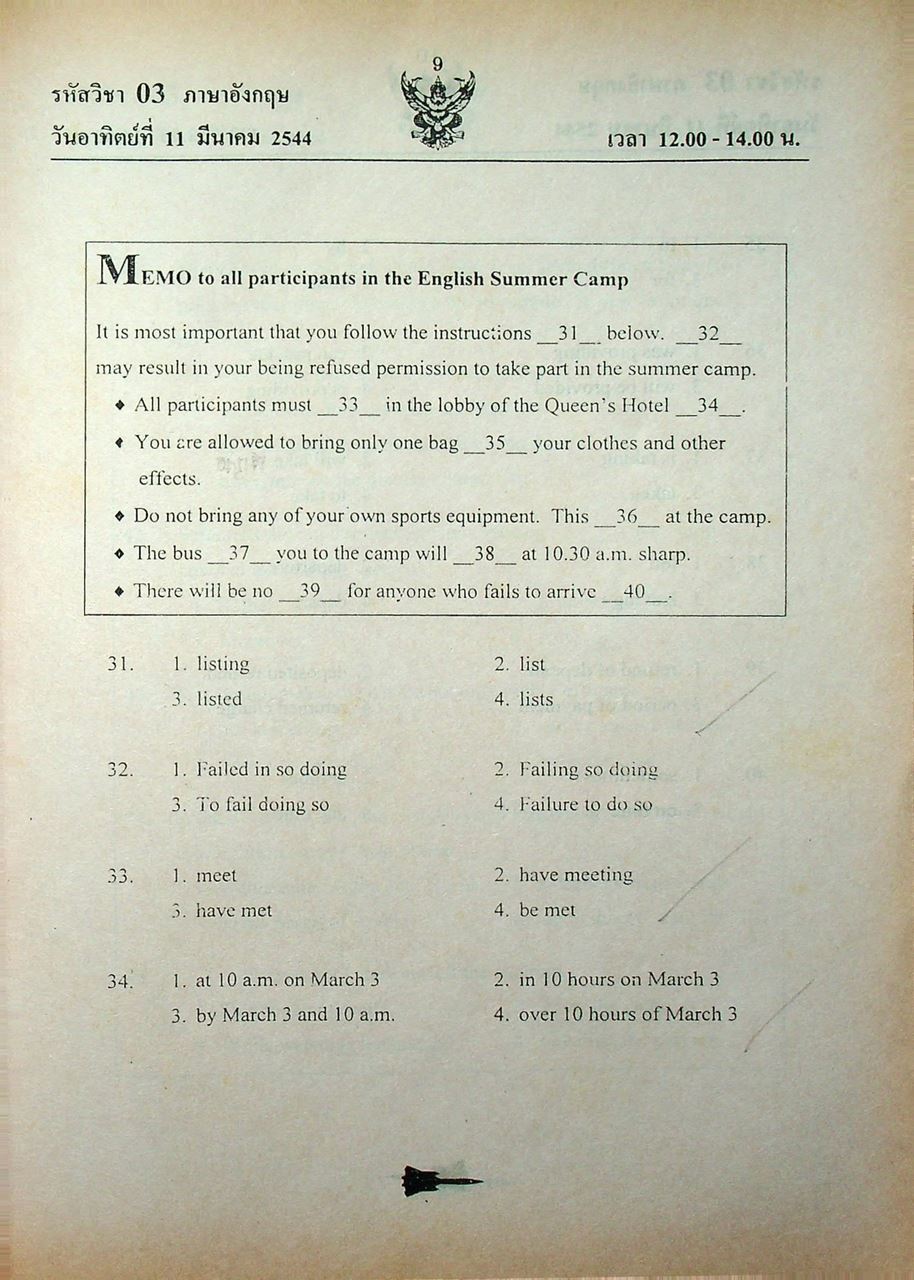 9
รหัสวิชา 03 ภาษาอังกฤษ
วันอาทิตย์ที่ 11 มีนาคม 2544 เวลา 12.00 - 14.00 น.
MEMO to all participants in the English Summer Camp
It is most important that you follow the instructions __31__ below. __32__
may result in your being refused permission to take part in the summer camp.
♦ All participants must __33__ in the lobby of the Queen's Hotel __34__.
♦ You are allowed to bring only one bag __35__ your clothes and other
effects.
♦ Do not bring any of your own sports equipment. This __36__ at the camp.
♦ The bus __37__ you to the camp will __38__ at 10.30 a.m. sharp.
♦ There will be no __39__ for anyone who fails to arrive __40__.
31. 1. listing 2. list
3. listed 4. lists
32. 1. Failed in so doing 2. Failing so doing
3. To fail doing so 4. Failure to do so
33. 1. meet 2. have meeting
3. have met 4. be met
34. 1. at 10 a.m. on March 3 2. in 10 hours on March 3
3. by March 3 and 10 a.m. 4. over 10 hours of March 3